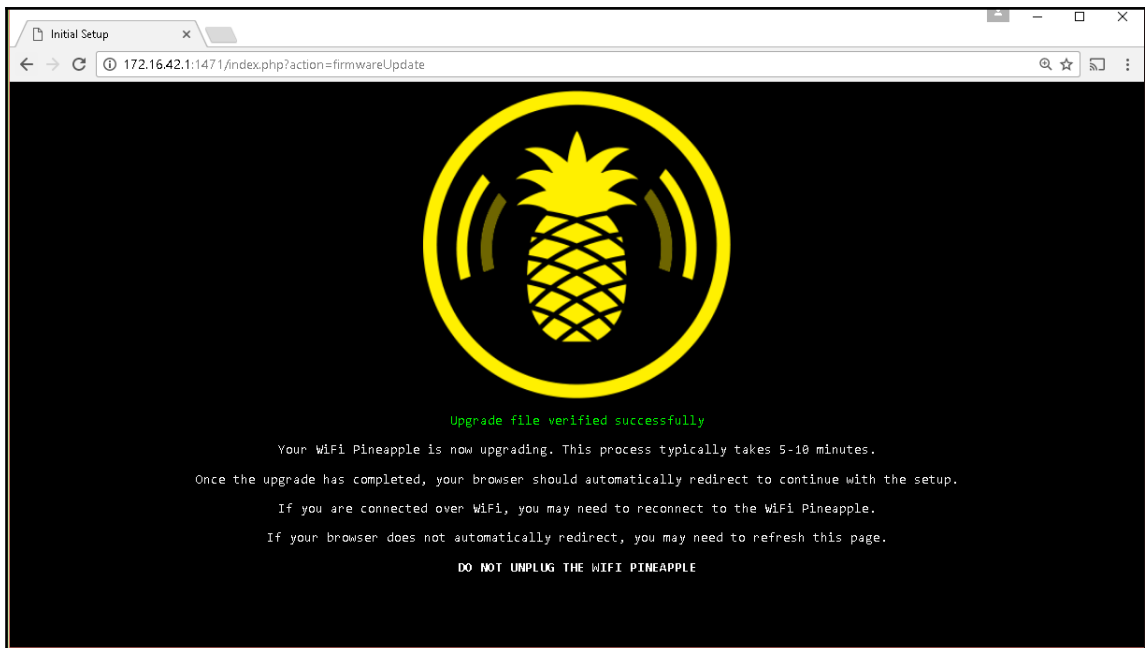 Initial Setup
172.16.42.1:1471/index.php?action=firmwareUpdate
Upgrade file verified successfully
Your WiFi Pineapple is now upgrading. This process typically takes 5-10 minutes.
Once the upgrade has completed, your browser should automatically redirect to continue with the setup.
If you are connected over WiFi, you may need to reconnect to the WiFi Pineapple.
If your browser does not automatically redirect, you may need to refresh this page.
DO NOT UNPLUG THE WIFI PINEAPPLE